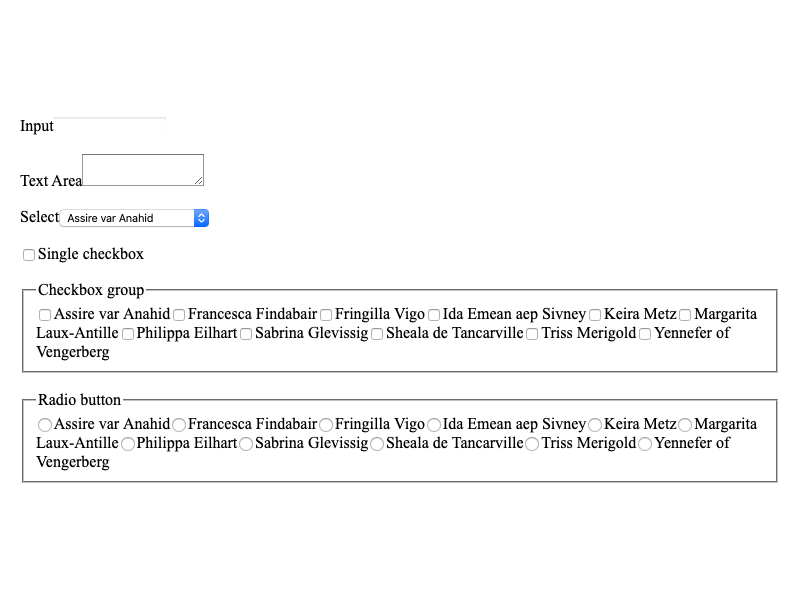 Input
Text Area
Select Assire var Anahid
Single checkbox
Checkbox group
Assire var Anahid Francesca Findabair Fringilla Vigo Ida Emean aep Sivney Keira Metz Margarita
Laux-Antille Philippa Eilhart Sabrina Glevissig Sheala de Tancarville Triss Merigold Yennefer of
Vengerberg
Radio button
Assire var Anahid Francesca Findabair Fringilla Vigo Ida Emean aep Sivney Keira Metz Margarita
Laux-Antille Philippa Eilhart Sabrina Glevissig Sheala de Tancarville Triss Merigold Yennefer of
Vengerberg